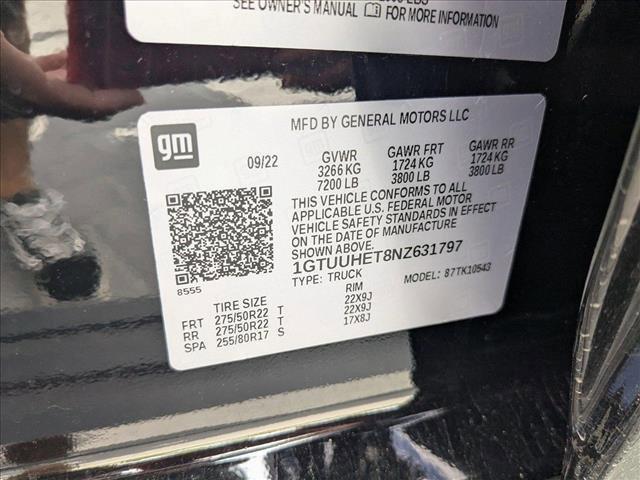 SEE OWNER'S MANUAL FOR MORE INFORMATION
MFD BY GENERAL MOTORS LLC
gm
09/22 GVWR GAWR FRT GAWR RR
3266 KG 1724 KG 1724 KG
7200 LB 3800 LB 3800 LB
THIS VEHICLE CONFORMS TO ALL
APPLICABLE U.S. FEDERAL MOTOR
VEHICLE SAFETY STANDARDS IN EFFECT
ON THE DATE OF MANUFACTURE
SHOWN ABOVE.
1GTUUHET8NZ631797
TYPE: TRUCK MODEL: 87TK10543
8555
TIRE SIZE RIM
FRT 275/50R22 T 22X9J
RR 275/50R22 T 22X9J
SPA 255/80R17 S 17X8J